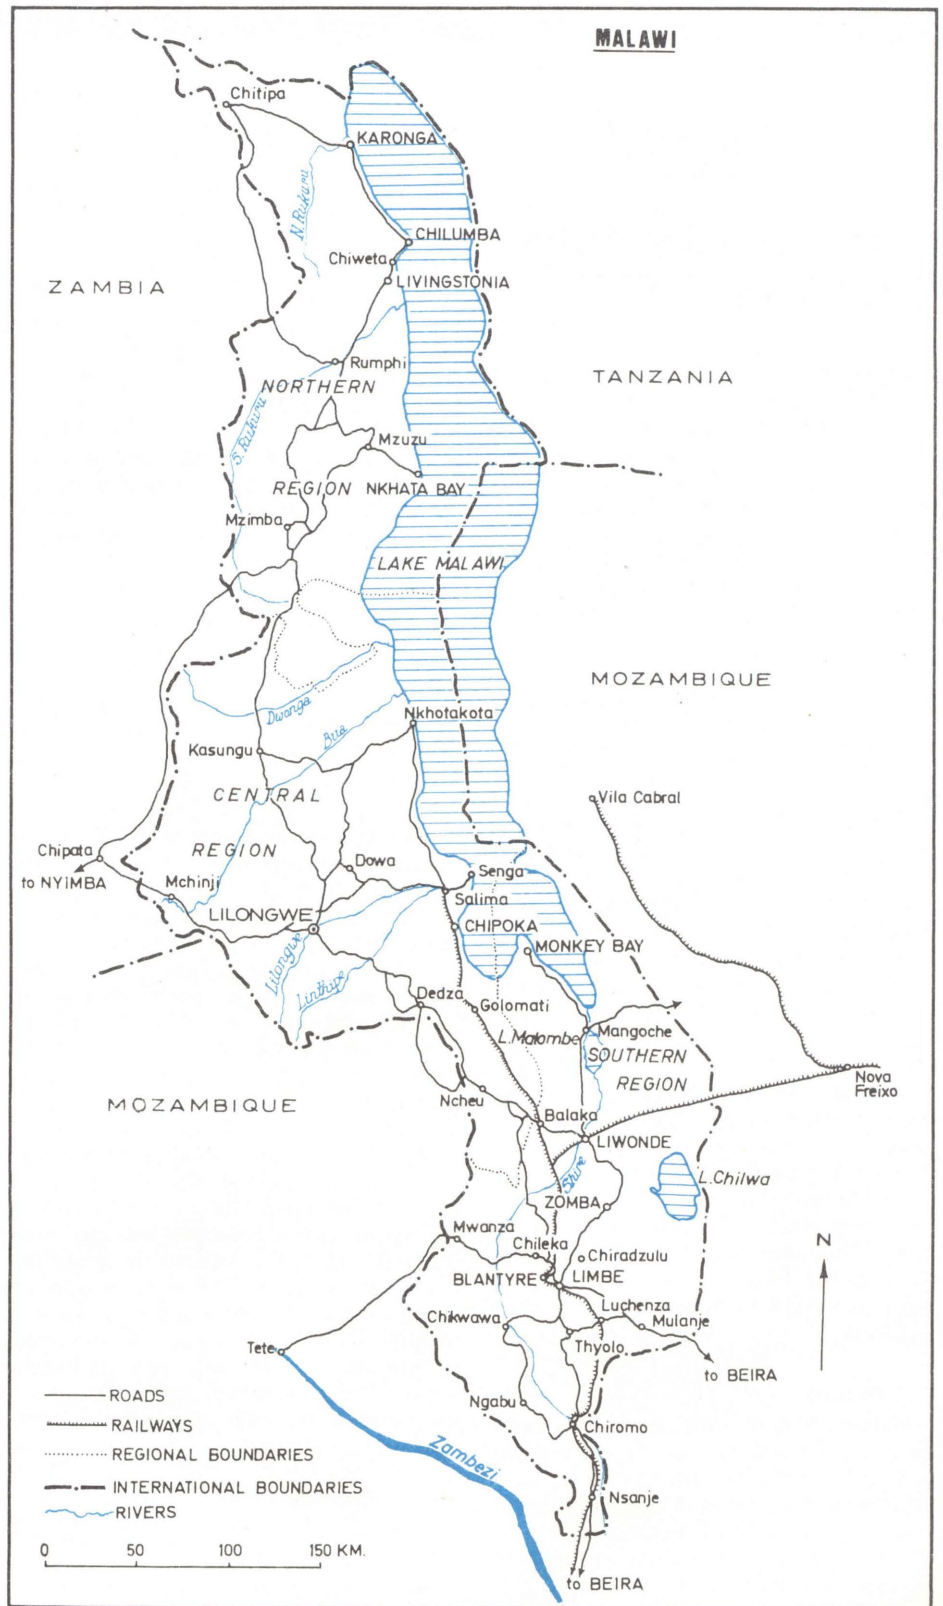 MALAWI
Chitipa
KARONGA
N. Rukuru
CHILUMBA
Chiweta
LIVINGSTONIA
ZAMBIA
Rumphi
TANZANIA
NORTHERN
S. Rukuru
Mzuzu
REGION
NKHATA BAY
Mzimba
LAKE MALAWI
MOZAMBIQUE
Dwanga
Nkhotakota
Bua
Kasungu
CENTRAL
Vila Cabral
REGION
Chipata
Dowa
to NYIMBA
Senga
Mchinji
Salima
LILONGWE
CHIPOKA
MONKEY BAY
Lilongwe
Linthipe
Dedza
Golomati
L. Malombe
Mangoche
SOUTHERN
REGION
Nova
Freixo
MOZAMBIQUE
Ncheu
Balaka
LIWONDE
Shire
L. Chilwa
ZOMBA
Mwanza
Chileka
Chiradzulu
N
BLANTYRE
LIMBE
Luchenza
Chikwawa
Mulanje
Tete
Thyolo
to BEIRA
Ngabu
Chiromo
Zambezi
Nsanje
to BEIRA
ROADS
RAILWAYS
REGIONAL BOUNDARIES
INTERNATIONAL BOUNDARIES
RIVERS
0 50 100 150 KM.